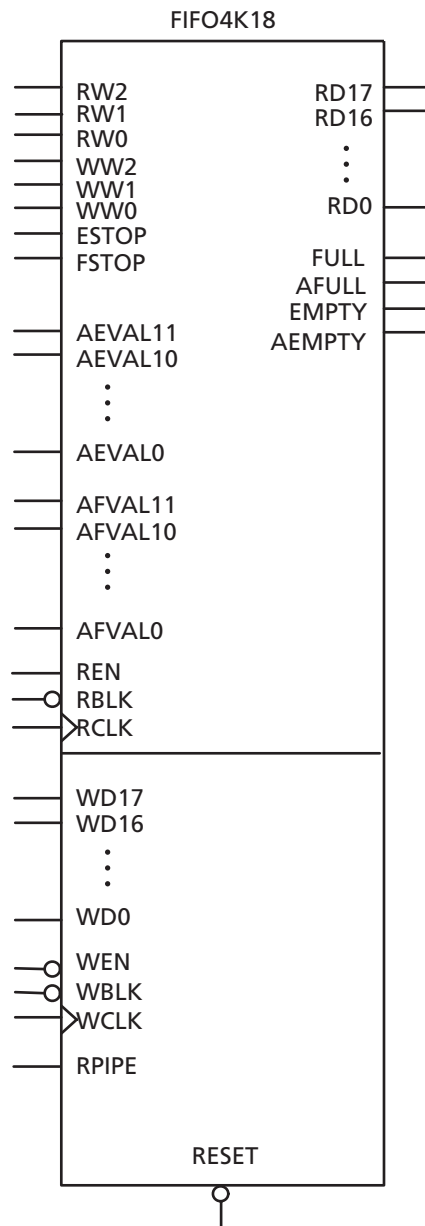 FIFO4K18
RW2
RW1
RW0
WW2
WW1
WW0
ESTOP
FSTOP
AEVAL11
AEVAL10
AEVAL0
AFVAL11
AFVAL10
AFVAL0
REN
RBLK
RCLK
RD17
RD16
RD0
FULL
AFULL
EMPTY
AEMPTY
WD17
WD16
WD0
WEN
WBLK
WCLK
RPIPE
RESET